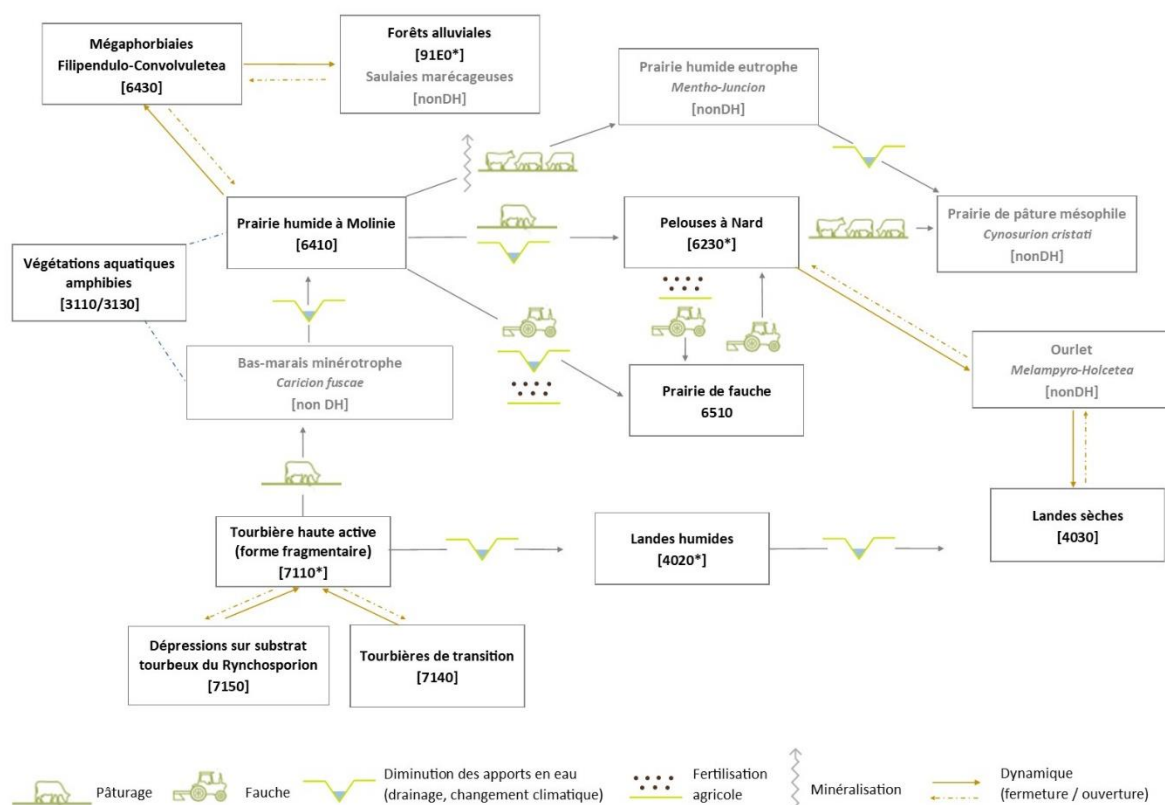 Mégaphorbiaies
Filipendulo-Convolvuletea
[6430]
Forêts alluviales
[91E0*]
Saulaies marécageuses
[nonDH]
Prairie humide eutrophe
Mentho-Juncion
[nonDH]
Prairie humide à Molinie
[6410]
Pelouses à Nard
[6230*]
Prairie de pâture mésophile
Cynosurion cristati
[nonDH]
Végétations aquatiques
amphibies
[3110/3130]
Bas-marais minérotrophe
Caricion fuscae
[non DH]
Prairie de fauche
6510
Ourlet
Melampyro-Holcetea
[nonDH]
Tourbière haute active
(forme fragmentaire)
[7110*]
Landes humides
[4020*]
Landes sèches
[4030]
Dépressions sur substrat
tourbeux du Rynchosporion
[7150]
Tourbières de transition
[7140]
Pâturage
Fauche
Diminution des apports en eau
(drainage, changement climatique)
Fertilisation
agricole
Minéralisation
Dynamique
(fermeture / ouverture)